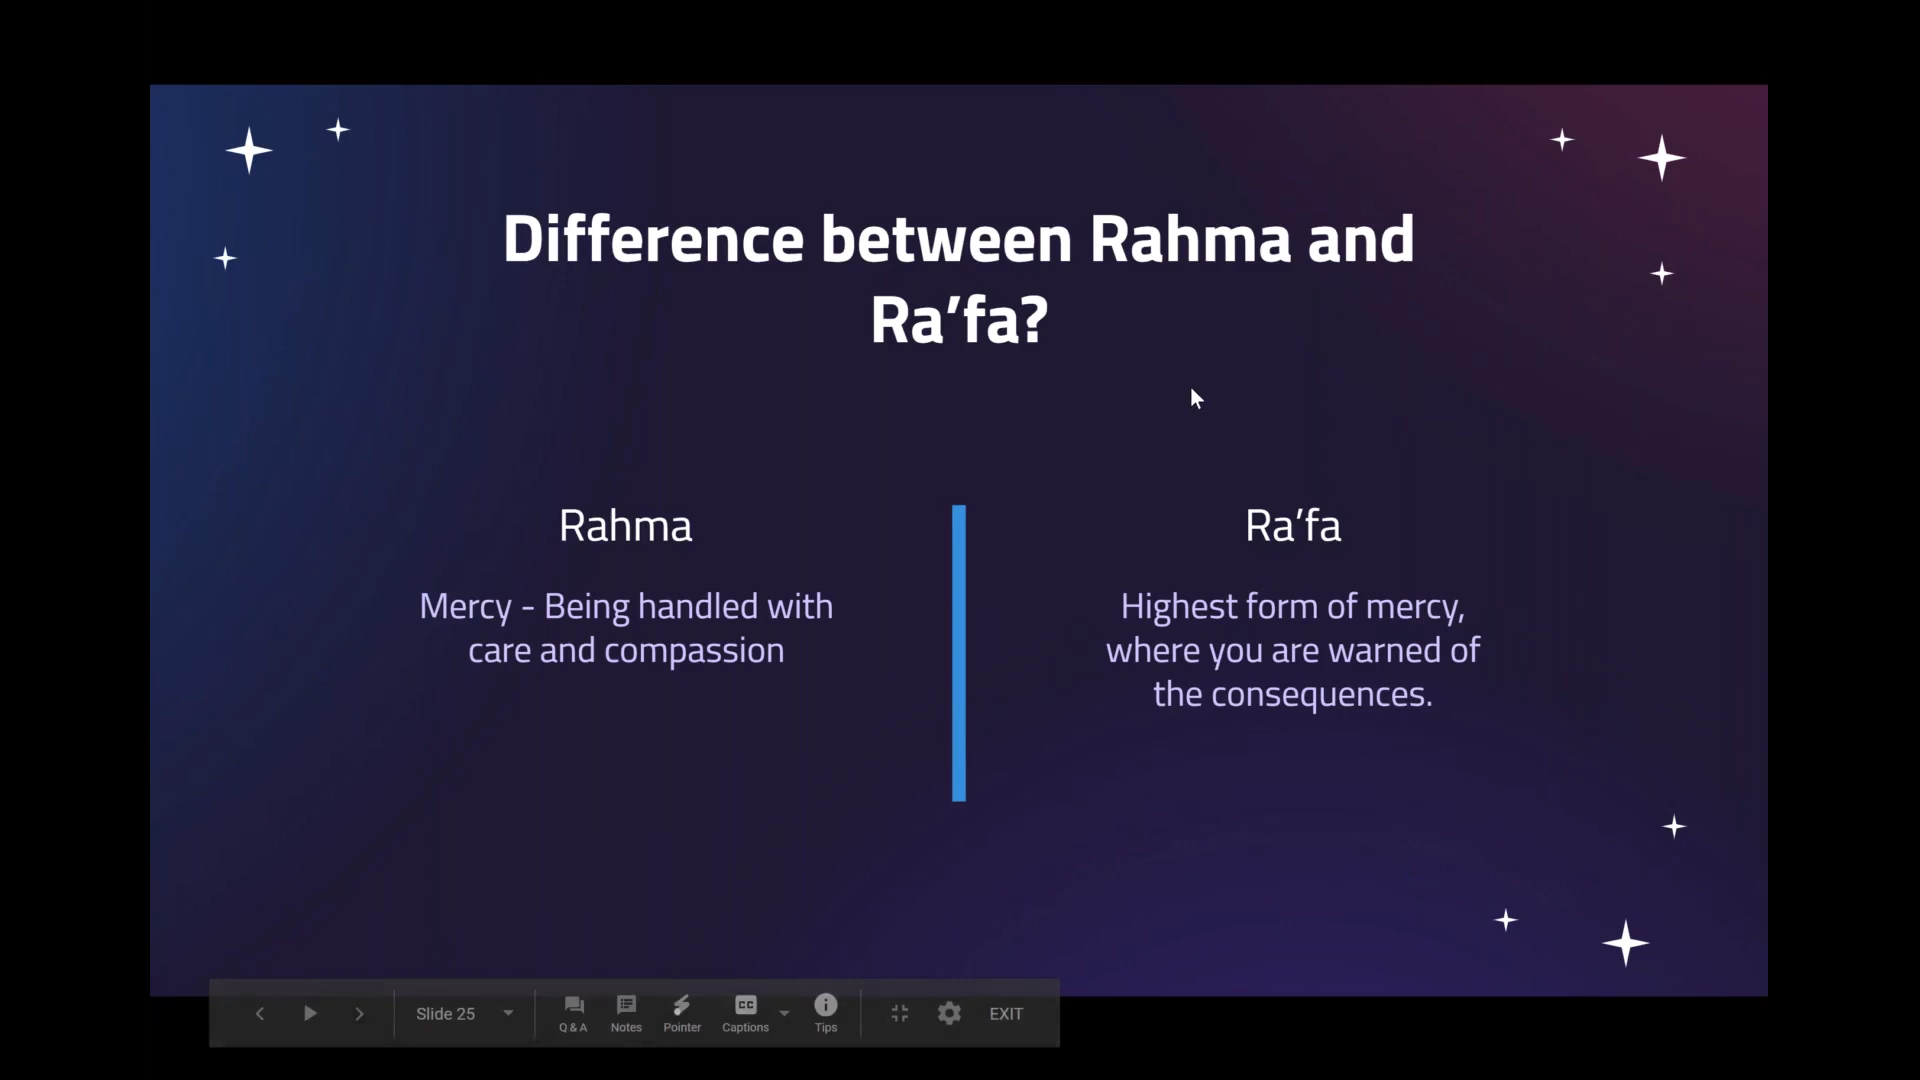 Difference between Rahma and
Ra’fa?
Rahma
Mercy - Being handled with
care and compassion
Ra’fa
Highest form of mercy,
where you are warned of
the consequences.
Slide 25
Q & A
Notes
Pointer
CC
Captions
Tips
EXIT